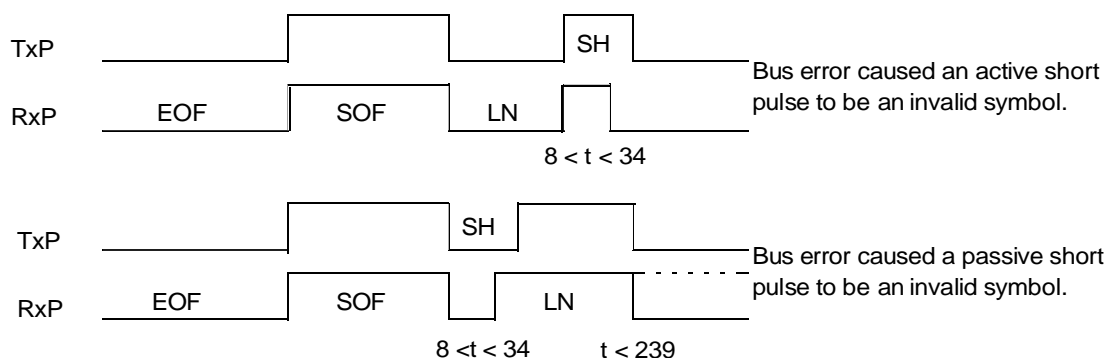 TxP SH
RxP EOF SOF LN
8 < t < 34
Bus error caused an active short
pulse to be an invalid symbol.
TxP SH
RxP EOF SOF LN
8 <t < 34 t < 239
Bus error caused a passive short
pulse to be an invalid symbol.